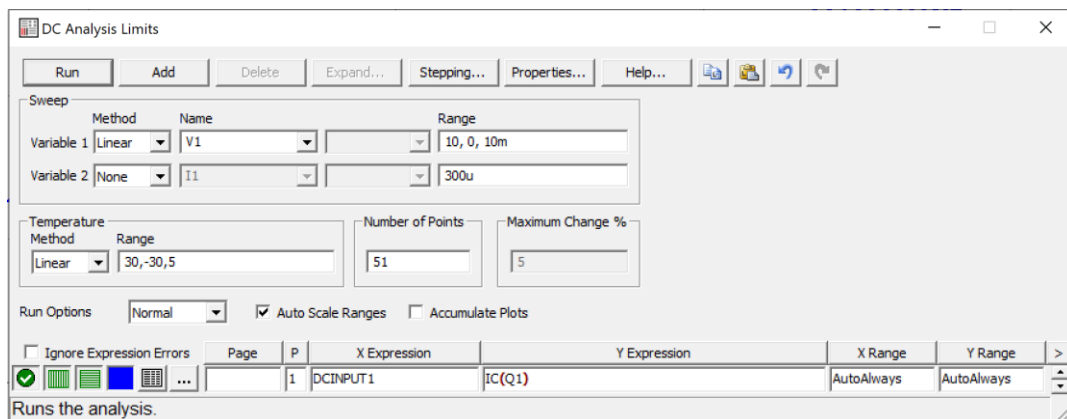 DC Analysis Limits
Run Add Delete Expand... Stepping... Properties... Help...
Sweep
Method Name Range
Variable 1 Linear V1 10, 0, 10m
Variable 2 None I1 300u
Temperature Number of Points Maximum Change %
Method Range
Linear 30,-30,5 51 5
Run Options Normal Auto Scale Ranges Accumulate Plots
Ignore Expression Errors Page P X Expression Y Expression X Range Y Range >
... 1 DCINPUT1 IC(Q1) AutoAlways AutoAlways
Runs the analysis.